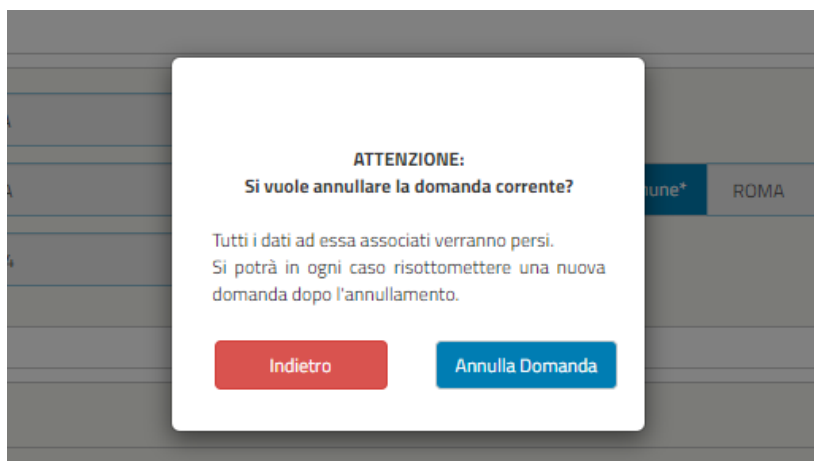 ATTENZIONE:
Si vuole annullare la domanda corrente?
une* ROMA
Tutti i dati ad essa associati verranno persi.
Si potrà in ogni caso risottomettere una nuova
domanda dopo l'annullamento.
Indietro Annulla Domanda